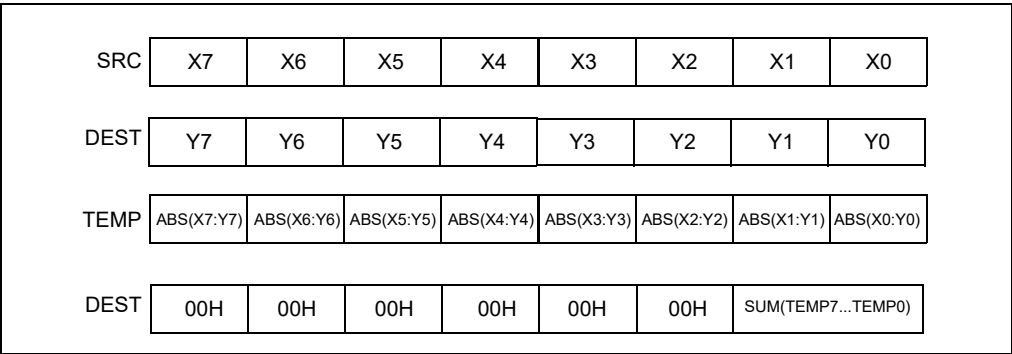 SRC X7 X6 X5 X4 X3 X2 X1 X0
DEST Y7 Y6 Y5 Y4 Y3 Y2 Y1 Y0
TEMP ABS(X7:Y7) ABS(X6:Y6) ABS(X5:Y5) ABS(X4:Y4) ABS(X3:Y3) ABS(X2:Y2) ABS(X1:Y1) ABS(X0:Y0)
DEST 00H 00H 00H 00H 00H 00H SUM(TEMP7...TEMP0)